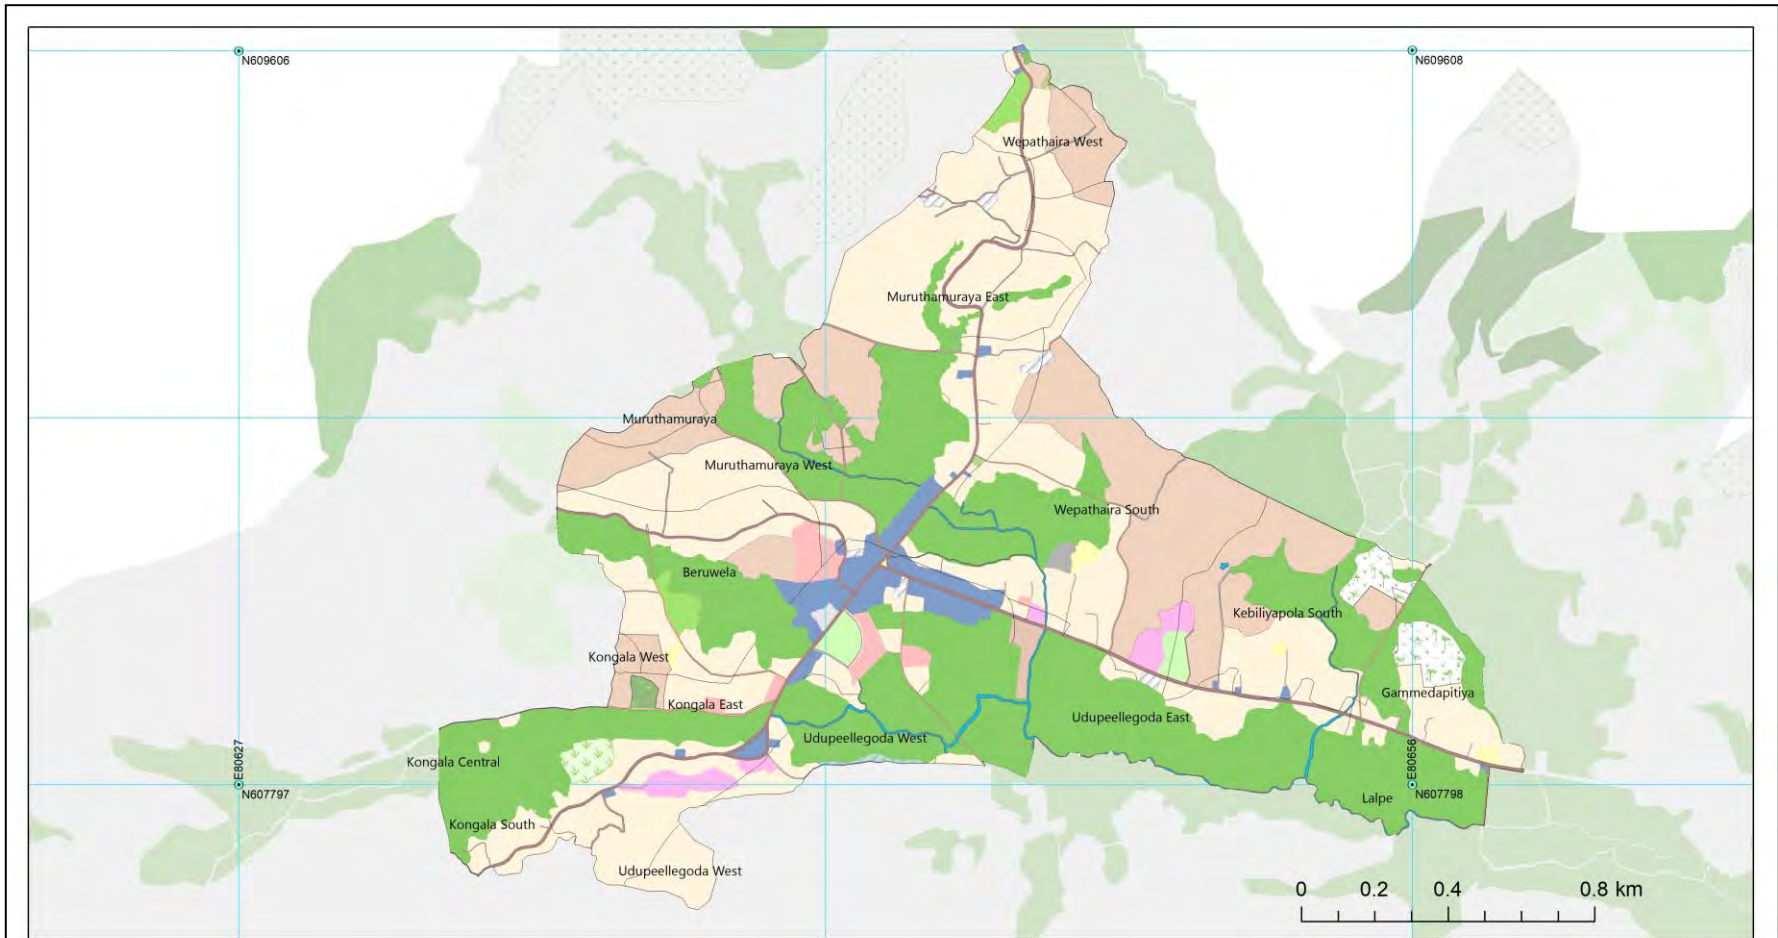 N609606
N609608
Wepathaira West
Muruthamuraya East
Muruthamuraya
Muruthamuraya West
Wepathaira South
Beruwela
Kebiliyapola South
Kongala West
Gammedapitiya
Kongala East
Udupeellegoda East
Udupeellegoda West
E80627
E80656
Kongala Central
N607797
N607798
Lalpe
Kongala South
Udupeellegoda West
0 0.2 0.4 0.8 km